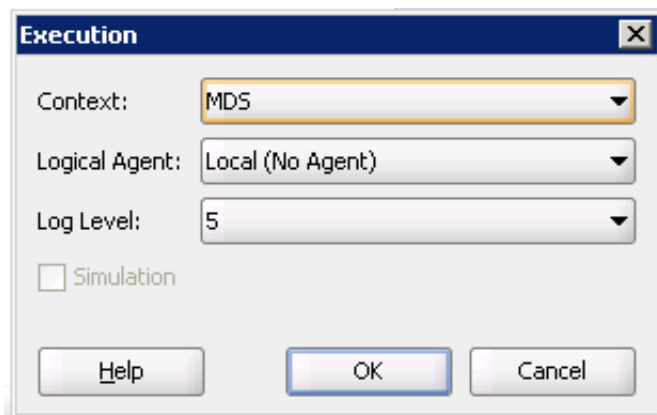 Execution
Context: MDS
Logical Agent: Local (No Agent)
Log Level: 5
Simulation
Help OK Cancel